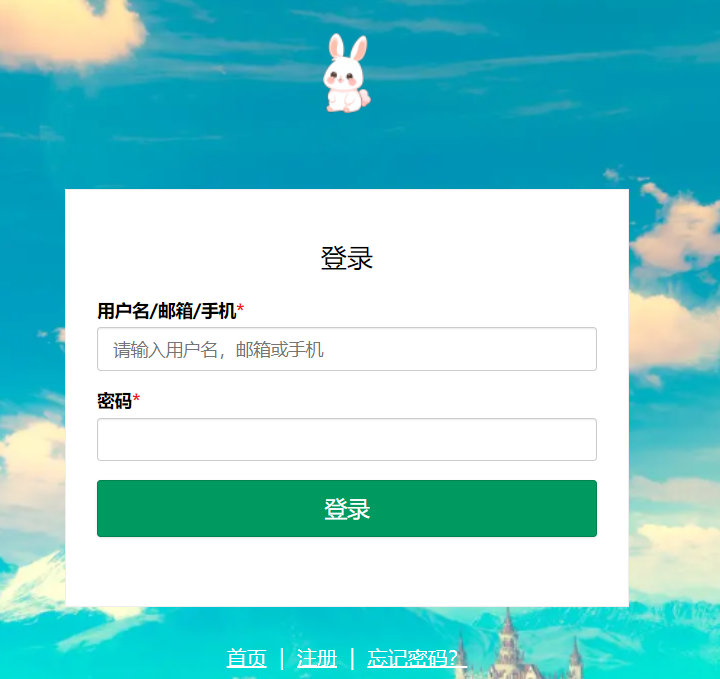 登录
用户名/邮箱/手机*
请输入用户名，邮箱或手机
密码*
登录
首页 | 注册 | 忘记密码？